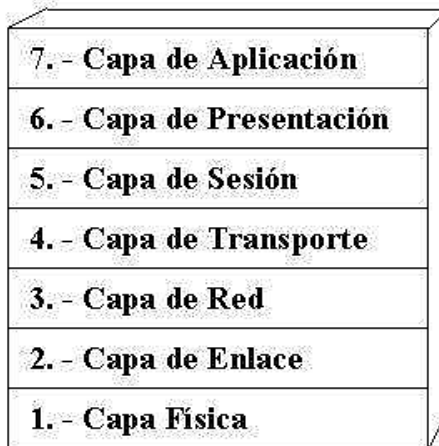 7. - Capa de Aplicación
6. - Capa de Presentación
5. - Capa de Sesión
4. - Capa de Transporte
3. - Capa de Red
2. - Capa de Enlace
1. - Capa Física